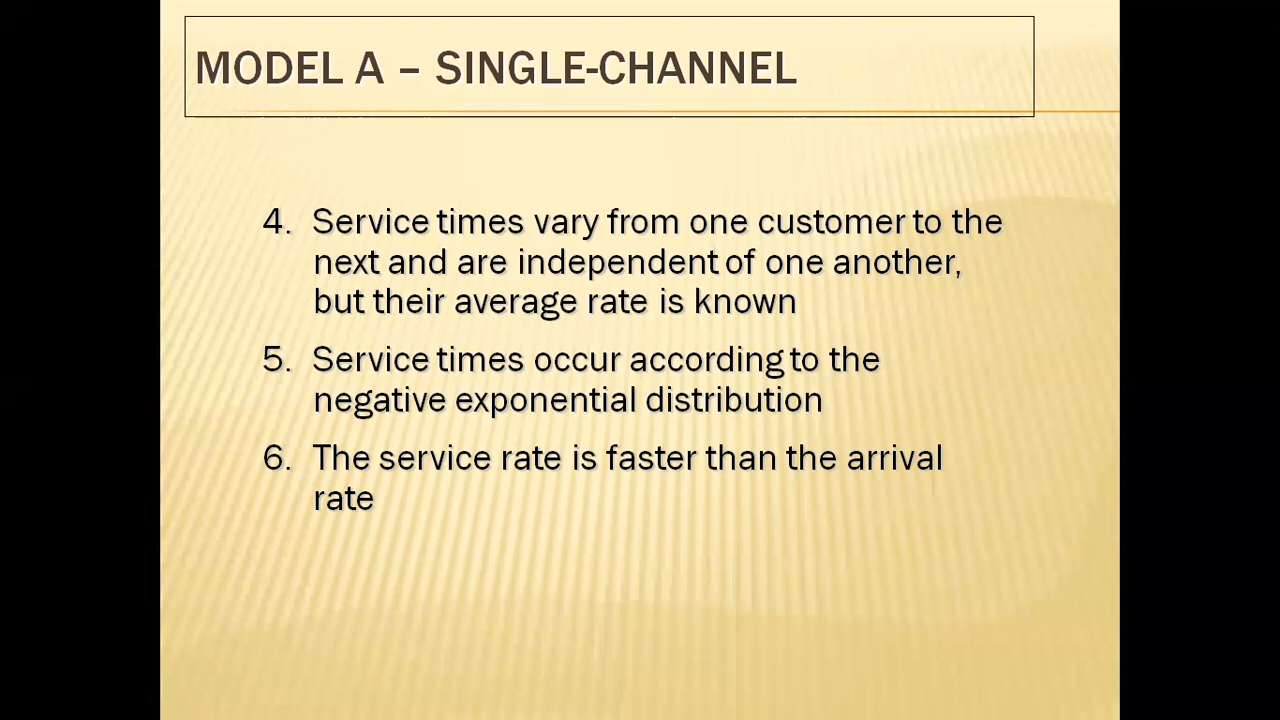 MODEL A – SINGLE-CHANNEL
4. Service times vary from one customer to the
next and are independent of one another,
but their average rate is known
5. Service times occur according to the
negative exponential distribution
6. The service rate is faster than the arrival
rate